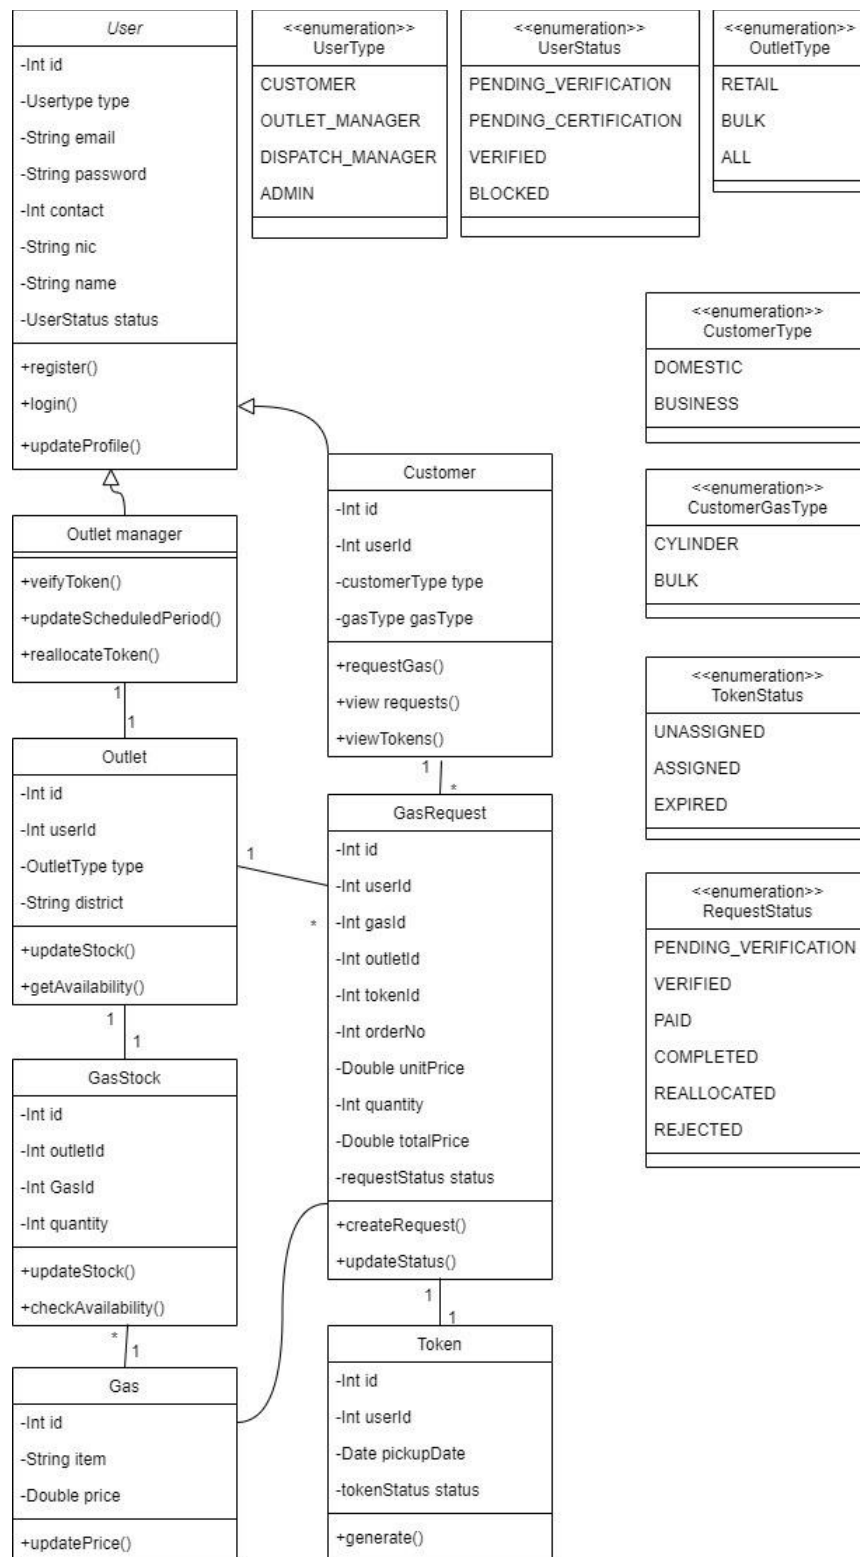 User
-Int id
-Usertype type
-String email
-String password
-Int contact
-String nic
-String name
-UserStatus status
+register()
+login()
+updateProfile()
<<enumeration>>
UserType
CUSTOMER
OUTLET_MANAGER
DISPATCH_MANAGER
ADMIN
<<enumeration>>
UserStatus
PENDING_VERIFICATION
PENDING_CERTIFICATION
VERIFIED
BLOCKED
<<enumeration>>
OutletType
RETAIL
BULK
ALL
<<enumeration>>
CustomerType
DOMESTIC
BUSINESS
Outlet manager
+veifyToken()
+updateScheduledPeriod()
+reallocateToken()
1
1
Customer
-Int id
-Int userId
-customerType type
-gasType gasType
+requestGas()
+view requests()
+viewTokens()
1
*
<<enumeration>>
CustomerGasType
CYLINDER
BULK
<<enumeration>>
TokenStatus
UNASSIGNED
ASSIGNED
EXPIRED
Outlet
-Int id
-Int userId
-OutletType type
-String district
+updateStock()
+getAvailability()
1
*
1
1
GasRequest
-Int id
-Int userId
-Int gasId
-Int outletId
-Int tokenId
-Int orderNo
-Double unitPrice
-Int quantity
-Double totalPrice
-requestStatus status
+createRequest()
+updateStatus()
1
1
<<enumeration>>
RequestStatus
PENDING_VERIFICATION
VERIFIED
PAID
COMPLETED
REALLOCATED
REJECTED
GasStock
-Int id
-Int outletId
-Int GasId
-Int quantity
+updateStock()
+checkAvailability()
*
1
Gas
-Int id
-String item
-Double price
+updatePrice()
Token
-Int id
-Int userId
-Date pickupDate
-tokenStatus status
+generate()